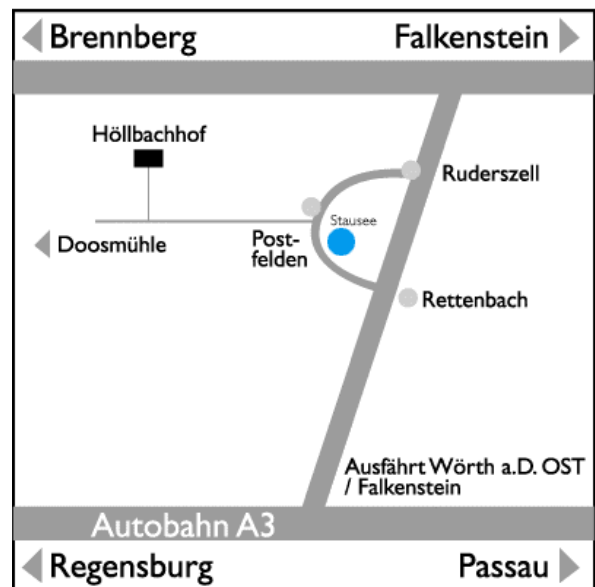 Brennberg
Falkenstein
Höllbachhof
Ruderszell
Stausee
Post-
felden
Doosmühle
Rettenbach
Ausfährt Wörth a.D. OST
/ Falkenstein
Autobahn A3
Regensburg
Passau